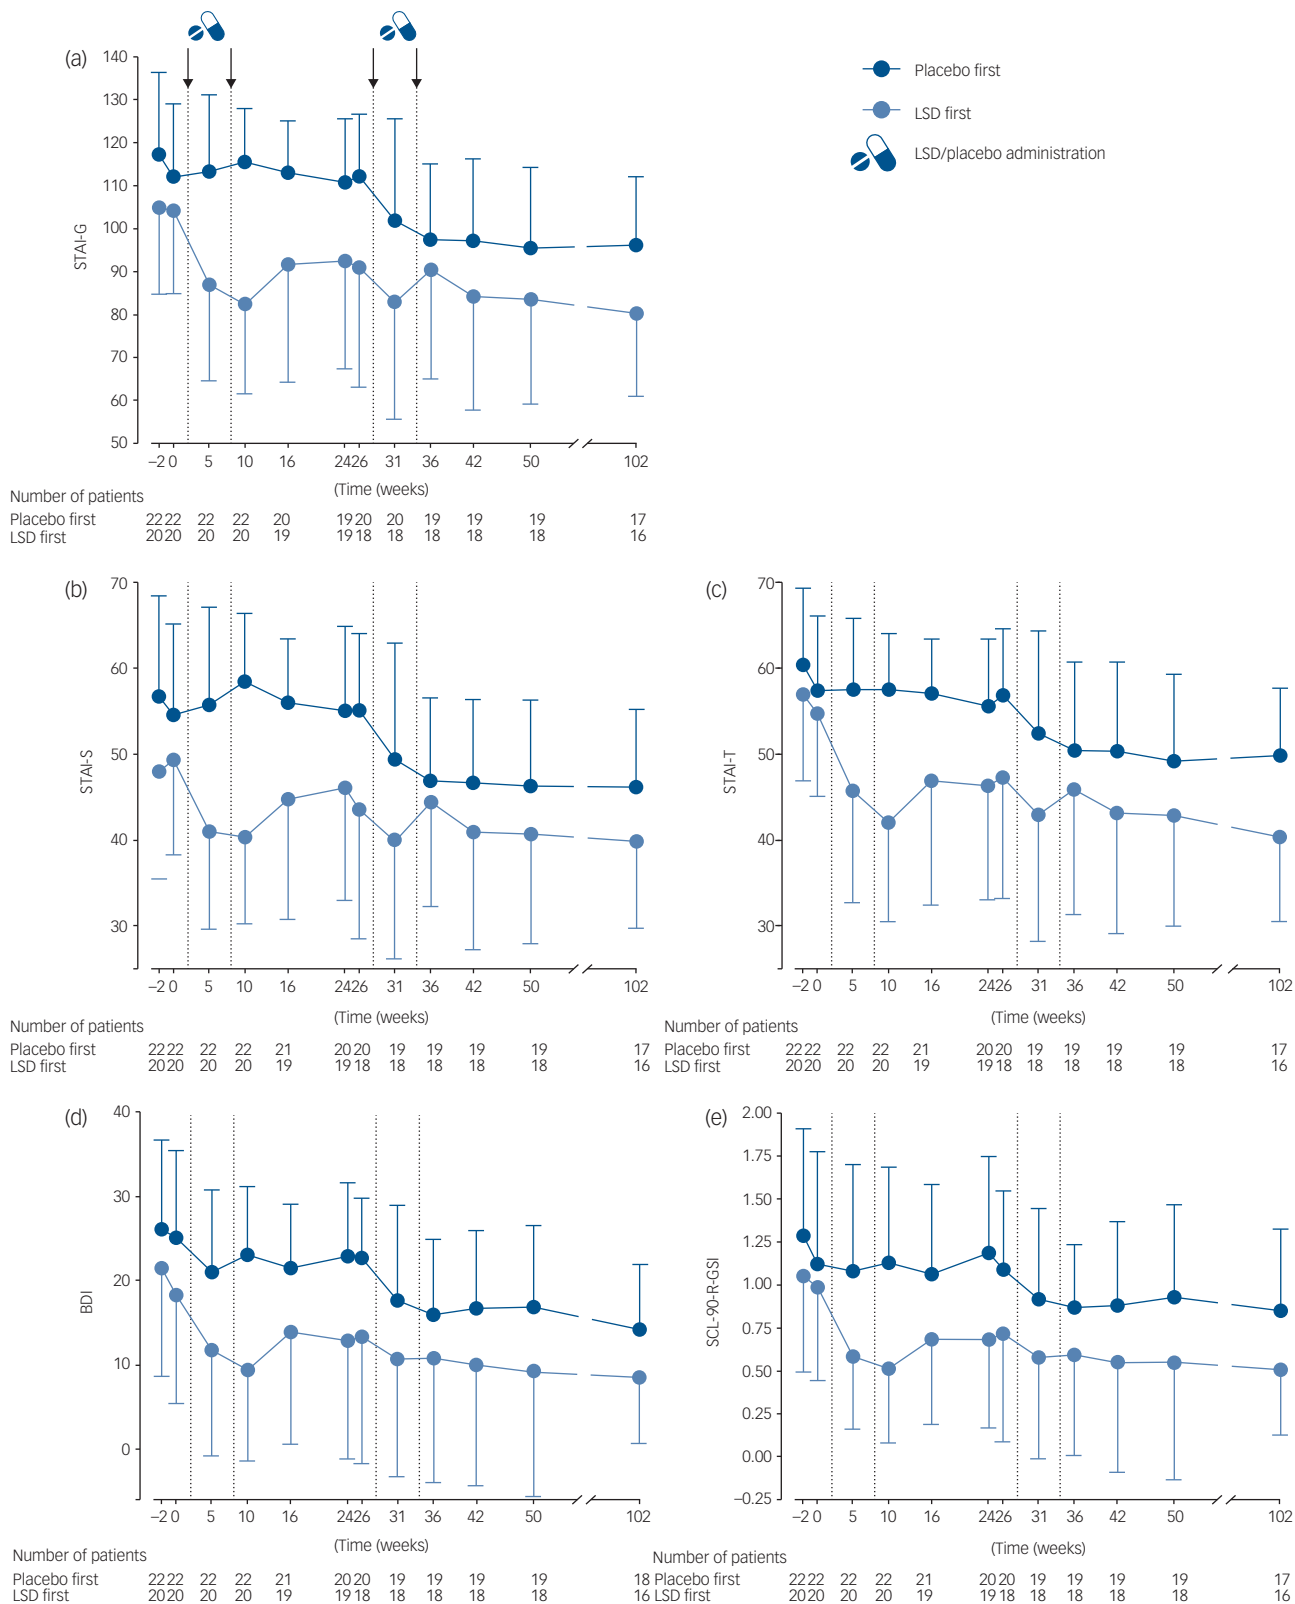 (a)
140
130
120
110
100
90
80
70
60
50
STAI-G
Placebo first
LSD first
LSD/placebo administration
–2 0 5 10 16 2426 31 36 42 50 102
(Time (weeks)
Number of patients
Placebo first 22 22 22 22 20 19 20 20 19 19 19 17
LSD first 20 20 20 20 19 19 18 18 18 18 18 16
(b)
70
60
50
40
30
STAI-S
–2 0 5 10 16 2426 31 36 42 50 102
(Time (weeks)
Number of patients
Placebo first 22 22 22 22 21 20 20 19 19 19 19 17
LSD first 20 20 20 20 19 19 18 18 18 18 18 16
(c)
70
60
50
40
30
STAI-T
–2 0 5 10 16 2426 31 36 42 50 102
(Time (weeks)
Number of patients
Placebo first 22 22 22 22 21 20 20 19 19 19 19 17
LSD first 20 20 20 20 19 19 18 18 18 18 18 16
(d)
40
30
20
10
0
BDI
–2 0 5 10 16 2426 31 36 42 50 102
(Time (weeks)
Number of patients
Placebo first 22 22 22 22 21 20 20 19 19 19 19 18
LSD first 20 20 20 20 19 19 18 18 18 18 18 16
(e)
2.00
1.75
1.50
1.25
1.00
0.75
0.50
0.25
0.00
–0.25
SCL-90-R-GSI
–2 0 5 10 16 2426 31 36 42 50 102
(Time (weeks)
Number of patients
Placebo first 22 22 22 22 21 20 20 19 19 19 19 17
LSD first 20 20 20 20 19 19 18 18 18 18 18 16